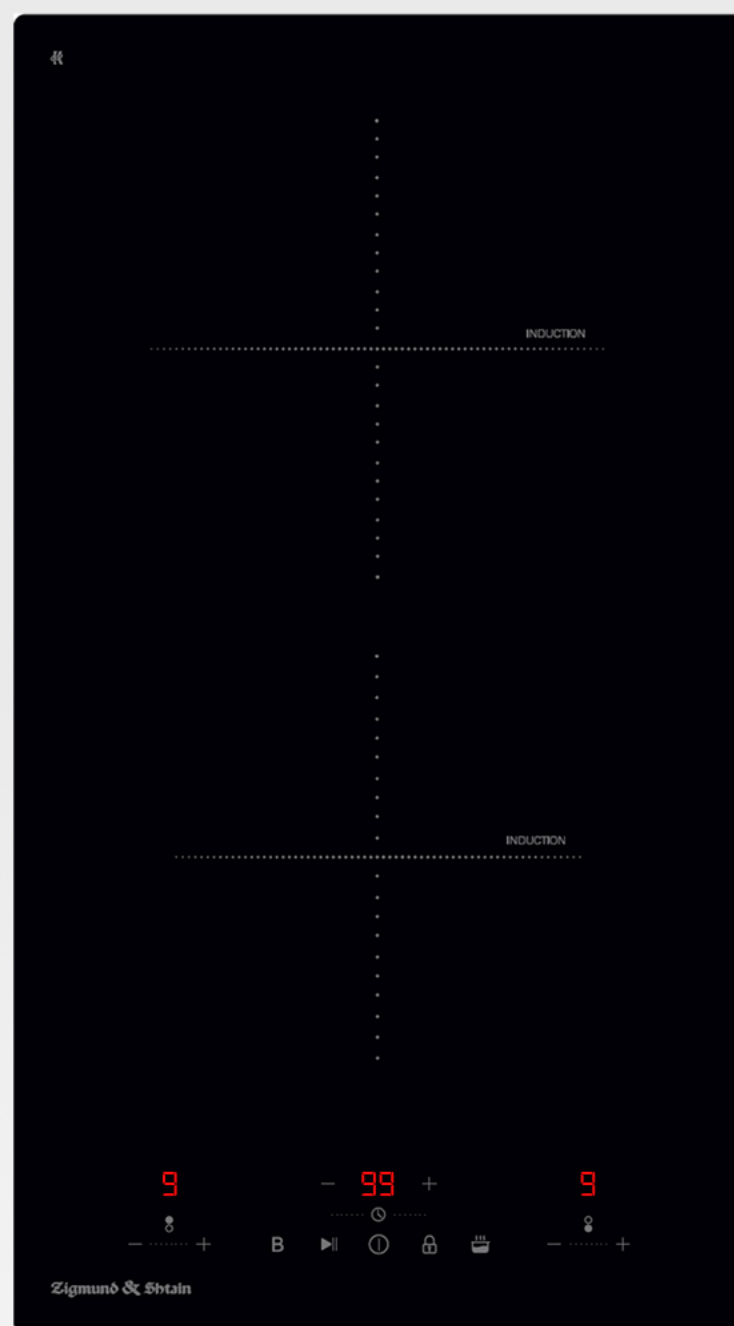 INDUCTION
INDUCTION
9 − 99 + 9
− + B − +
Zigmund & Shtain